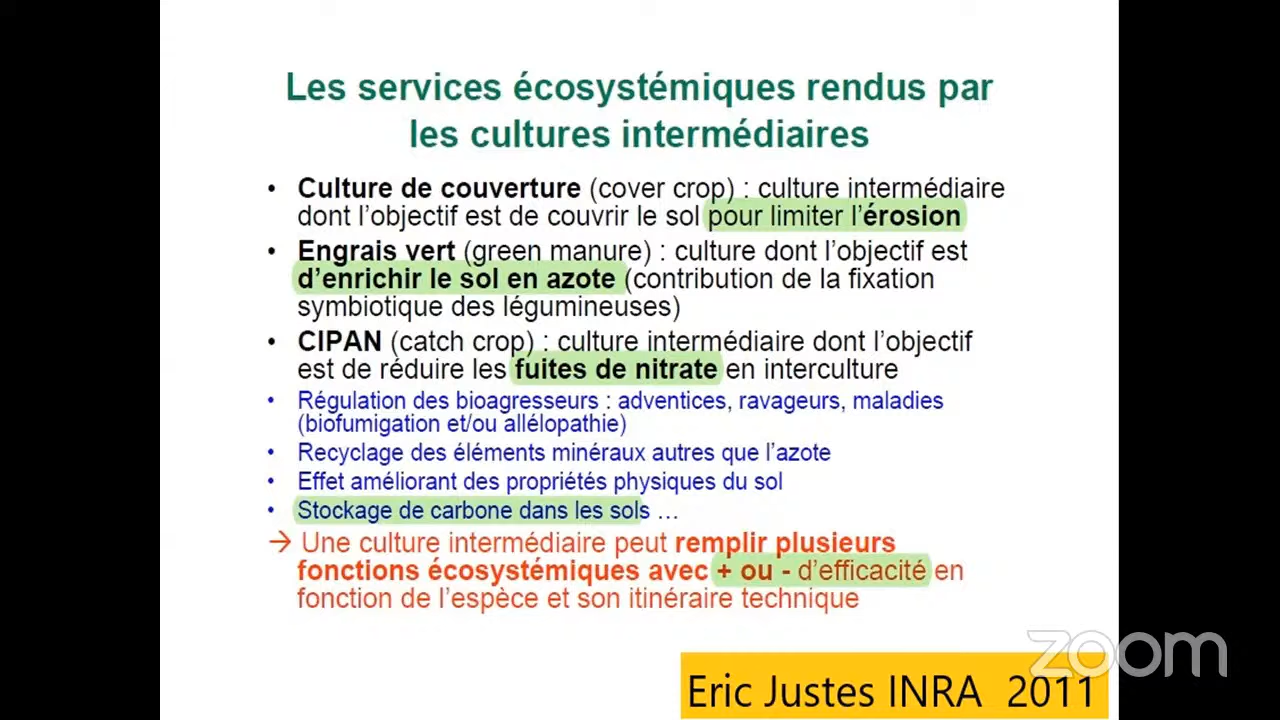 Les services écosystémiques rendus par
les cultures intermédiaires
• Culture de couverture (cover crop) : culture intermédiaire
dont l'objectif est de couvrir le sol pour limiter l'érosion
• Engrais vert (green manure) : culture dont l'objectif est
d'enrichir le sol en azote (contribution de la fixation
symbiotique des légumineuses)
• CIPAN (catch crop) : culture intermédiaire dont l'objectif
est de réduire les fuites de nitrate en interculture
• Régulation des bioagresseurs : adventices, ravageurs, maladies
(biofumigation et/ou allélopathie)
• Recyclage des éléments minéraux autres que l'azote
• Effet améliorant des propriétés physiques du sol
• Stockage de carbone dans les sols …
→ Une culture intermédiaire peut remplir plusieurs
fonctions écosystémiques avec + ou - d'efficacité en
fonction de l'espèce et son itinéraire technique
zoom
Eric Justes INRA 2011